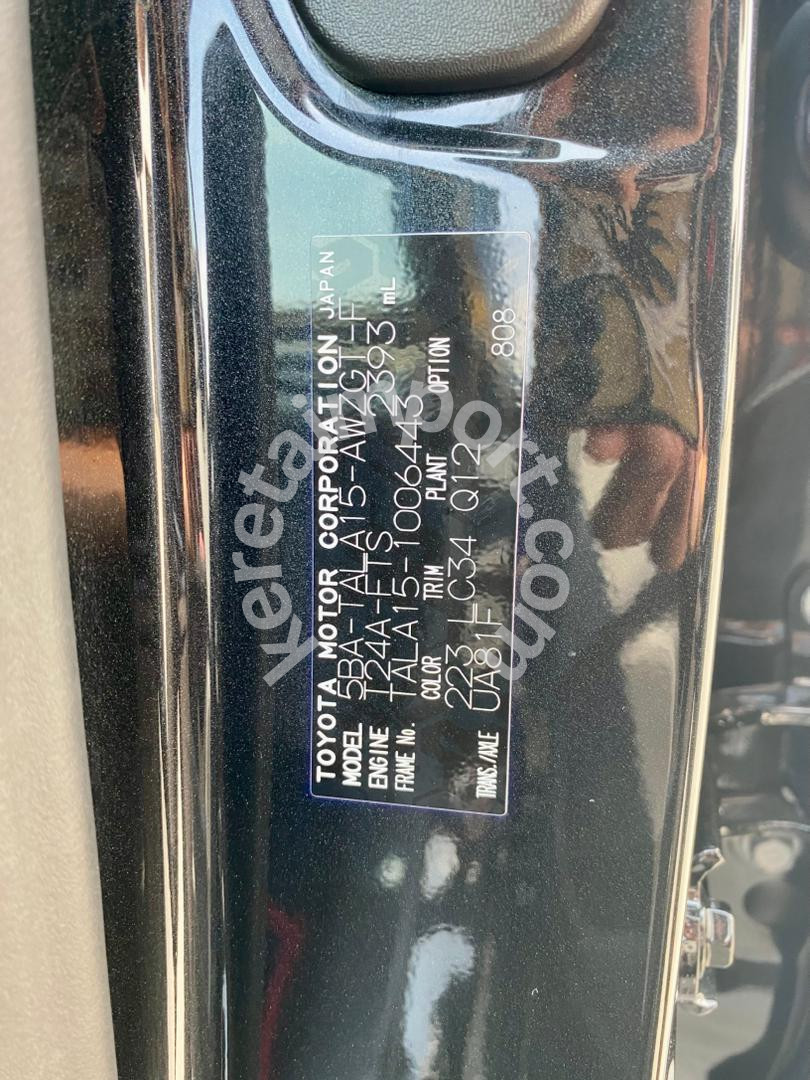 TOYOTA MOTOR CORPORATION JAPAN
MODEL 5BA-TALA15-AWZGT-F
ENGINE T24A-FTS 2393 mL
FRAME No. TALA15-1006443
COLOR TRIM PLANT OPTION
223 LC34 Q12
TRANS./AXLE UA81F 808
keretaimport.com